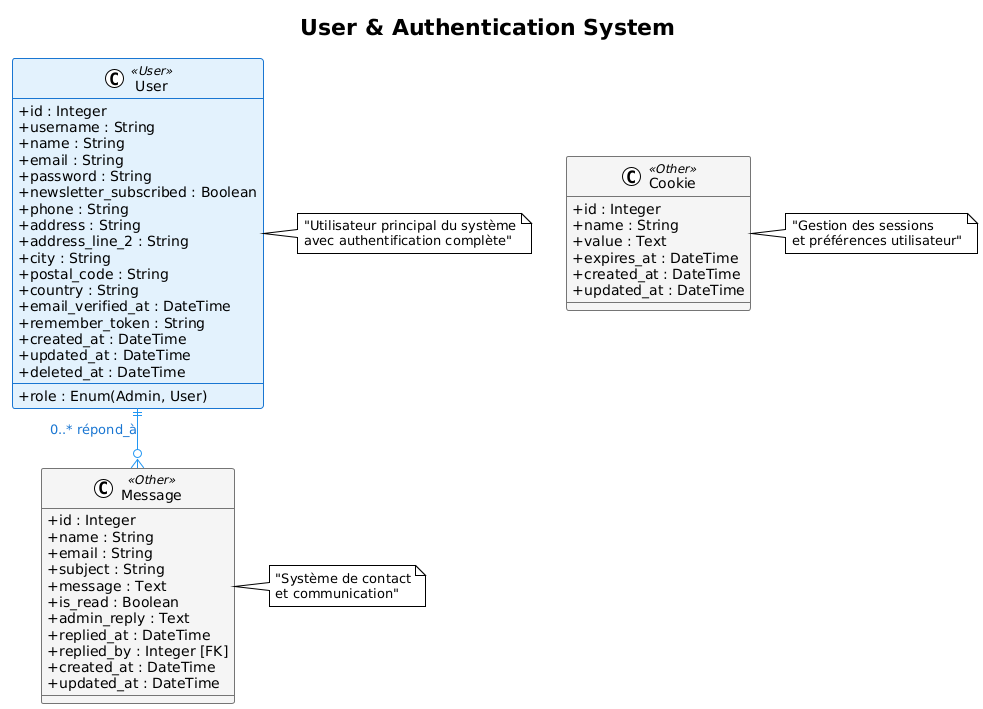 User & Authentication System
C
«User»
User
+id : Integer
+username : String
+name : String
+email : String
+password : String
+newsletter_subscribed : Boolean
+phone : String
+address : String
+address_line_2 : String
+city : String
+postal_code : String
+country : String
+email_verified_at : DateTime
+remember_token : String
+created_at : DateTime
+updated_at : DateTime
+deleted_at : DateTime
+role : Enum(Admin, User)
"Utilisateur principal du système
avec authentification complète"
C
«Other»
Cookie
+id : Integer
+name : String
+value : Text
+expires_at : DateTime
+created_at : DateTime
+updated_at : DateTime
"Gestion des sessions
et préférences utilisateur"
0..* répond_à
C
«Other»
Message
+id : Integer
+name : String
+email : String
+subject : String
+message : Text
+is_read : Boolean
+admin_reply : Text
+replied_at : DateTime
+replied_by : Integer [FK]
+created_at : DateTime
+updated_at : DateTime
"Système de contact
et communication"